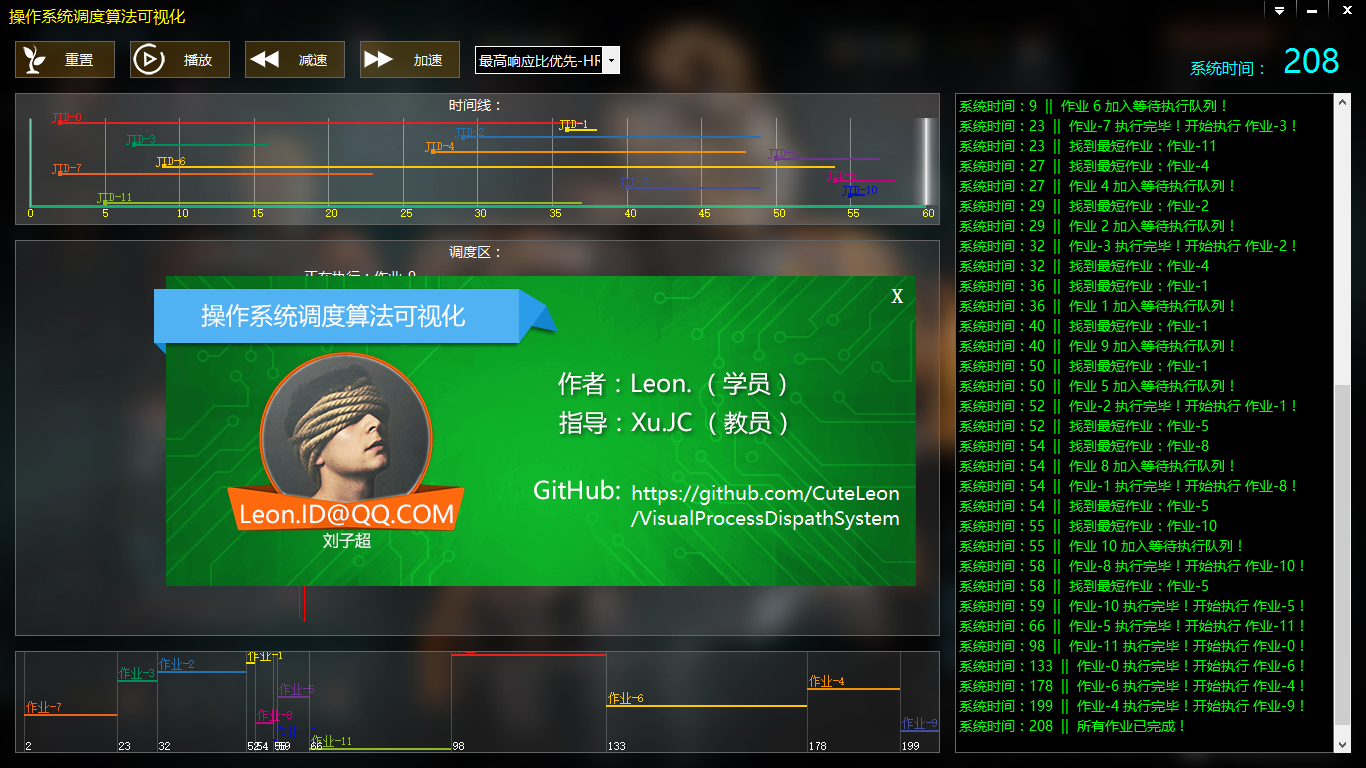 操作系统调度算法可视化
重置
播放
减速
加速
最高响应比优先-HR
系统时间： 208
时间线：
JID-0
JID-1
JID-2
JID-3
JID-4
JID-6
JID-7
JID-10
JID-11
0 5 10 15 20 25 30 35 40 45 50 55 60
调度区：
正在执行：作业-9
操作系统调度算法可视化
X
作者：Leon.（学员）
指导：Xu.JC（教员）
GitHub: https://github.com/CuteLeon
/VisualProcessDispathSystem
Leon.ID@QQ.COM
刘子超
作业-1
作业-2
作业-3
作业-5
作业-4
作业-6
作业-7
作业-8
作业-9
作业-11
2 23 32 52 54 59 66 98 133 178 199
系统时间：9 || 作业 6 加入等待执行队列！
系统时间：23 || 作业-7 执行完毕！开始执行 作业-3！
系统时间：23 || 找到最短作业：作业-11
系统时间：27 || 找到最短作业：作业-4
系统时间：27 || 作业 4 加入等待执行队列！
系统时间：29 || 找到最短作业：作业-2
系统时间：29 || 作业 2 加入等待执行队列！
系统时间：32 || 作业-3 执行完毕！开始执行 作业-2！
系统时间：32 || 找到最短作业：作业-4
系统时间：36 || 找到最短作业：作业-1
系统时间：36 || 作业 1 加入等待执行队列！
系统时间：40 || 找到最短作业：作业-1
系统时间：40 || 作业 9 加入等待执行队列！
系统时间：50 || 找到最短作业：作业-1
系统时间：50 || 作业 5 加入等待执行队列！
系统时间：52 || 作业-2 执行完毕！开始执行 作业-1！
系统时间：52 || 找到最短作业：作业-5
系统时间：54 || 找到最短作业：作业-8
系统时间：54 || 作业 8 加入等待执行队列！
系统时间：54 || 作业-1 执行完毕！开始执行 作业-8！
系统时间：54 || 找到最短作业：作业-5
系统时间：55 || 找到最短作业：作业-10
系统时间：55 || 作业 10 加入等待执行队列！
系统时间：58 || 作业-8 执行完毕！开始执行 作业-10！
系统时间：58 || 找到最短作业：作业-5
系统时间：59 || 作业-10 执行完毕！开始执行 作业-5！
系统时间：66 || 作业-5 执行完毕！开始执行 作业-11！
系统时间：98 || 作业-11 执行完毕！开始执行 作业-0！
系统时间：133 || 作业-0 执行完毕！开始执行 作业-6！
系统时间：178 || 作业-6 执行完毕！开始执行 作业-4！
系统时间：199 || 作业-4 执行完毕！开始执行 作业-9！
系统时间：208 || 所有作业已完成！